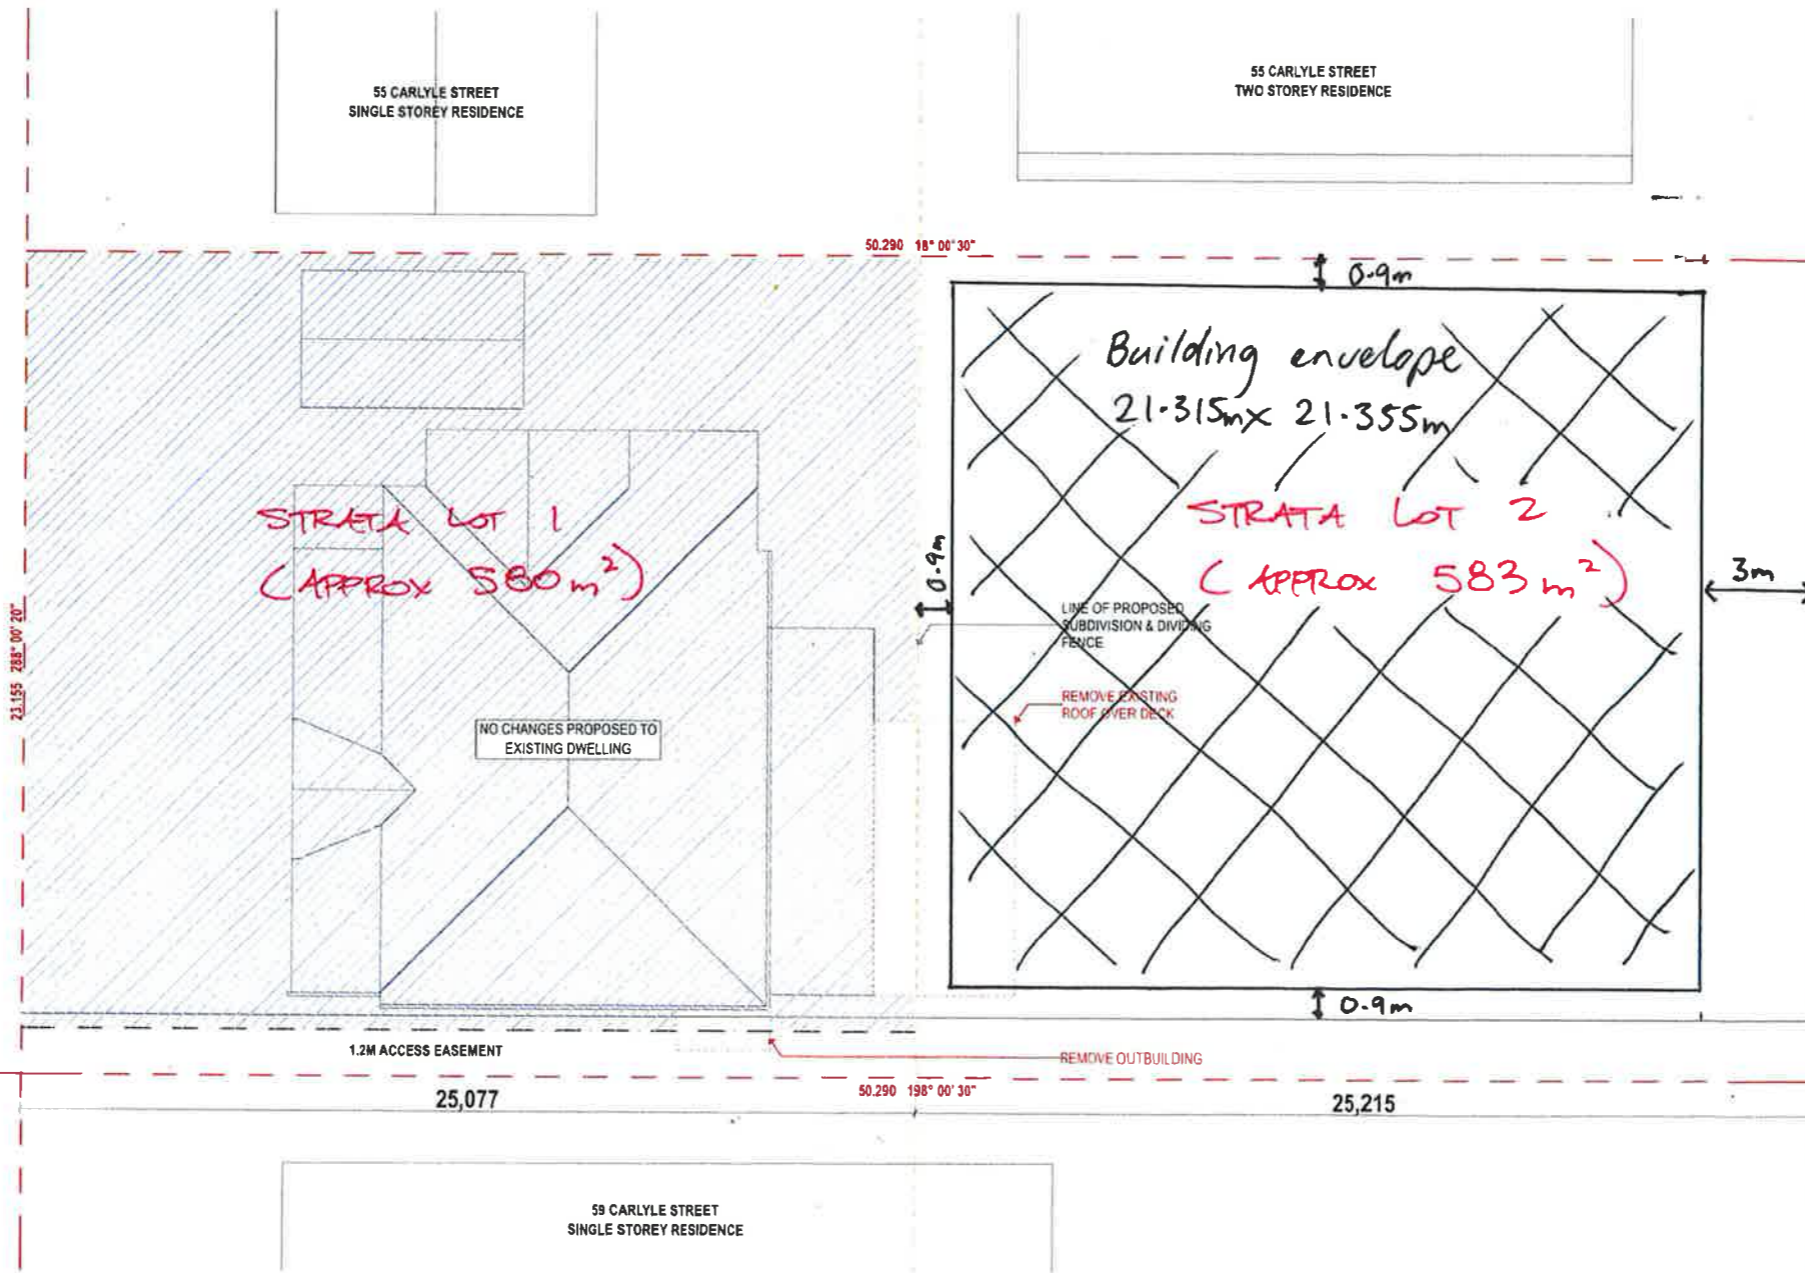 55 CARLYLE STREET
SINGLE STOREY RESIDENCE
55 CARLYLE STREET
TWO STOREY RESIDENCE
50.290 18° 00' 30"
0.9m
Building envelope
21.315m x 21.355m
STRATA LOT 1
(APPROX 580m²)
STRATA LOT 2
(APPROX 583m²)
0.9m
3m
LINE OF PROPOSED
SUBDIVISION & DIVIDING
FENCE
23.155 288° 00' 20"
REMOVE EXISTING
ROOF OVER DECK
NO CHANGES PROPOSED TO
EXISTING DWELLING
0.9m
1.2M ACCESS EASEMENT
REMOVE OUTBUILDING
50.290 198° 00' 30"
25,077
25,215
59 CARLYLE STREET
SINGLE STOREY RESIDENCE